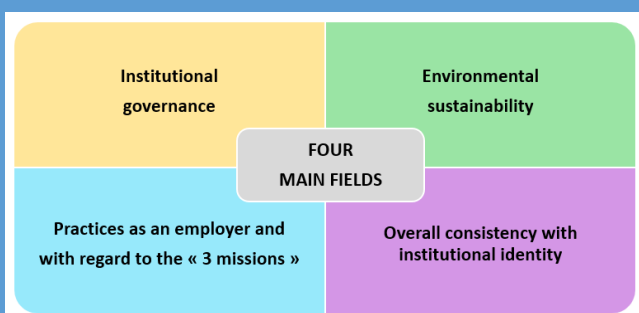 Institutional
governance
Environmental
sustainability
FOUR
MAIN FIELDS
Practices as an employer and
with regard to the « 3 missions »
Overall consistency with
institutional identity